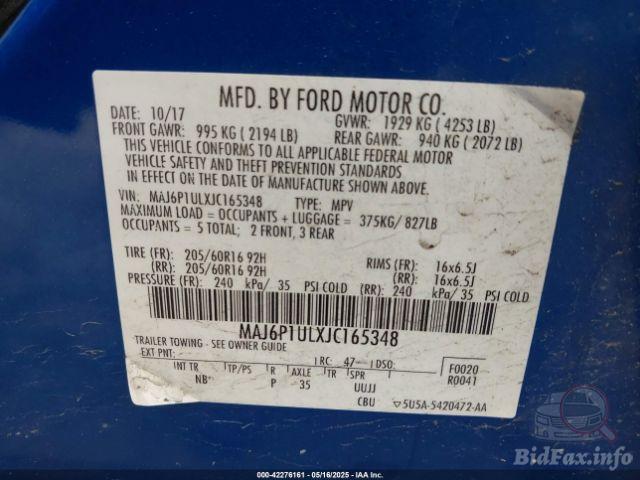 MFD. BY FORD MOTOR CO.
DATE: 10/17
GVWR: 1929 KG ( 4253 LB)
FRONT GAWR: 995 KG ( 2194 LB)
REAR GAWR: 940 KG ( 2072 LB)
THIS VEHICLE CONFORMS TO ALL APPLICABLE FEDERAL MOTOR
VEHICLE SAFETY AND THEFT PREVENTION STANDARDS
IN EFFECT ON THE DATE OF MANUFACTURE SHOWN ABOVE.
VIN: MAJ6P1ULXJC165348 TYPE: MPV
MAXIMUM LOAD = OCCUPANTS + LUGGAGE = 375KG/ 827LB
OCCUPANTS = 5 TOTAL; 2 FRONT, 3 REAR
TIRE (FR): 205/60R16 92H RIMS (FR): 16x6.5J
(RR): 205/60R16 92H (RR): 16x6.5J
PRESSURE (FR): 240 kPa/ 35 PSI COLD (RR): 240 kPa/ 35 PSI COLD
MAJ6P1ULXJC165348
TRAILER TOWING - SEE OWNER GUIDE
EXT PNT: RC: 47 DSO: F0020
INT TR TP/PS R AXLE TR SPR R0041
NB P 35 UUJJ
CBU 5U5A-5420472-AA
BidFax.info
000-42276161 - 05/16/2025 - IAA Inc.